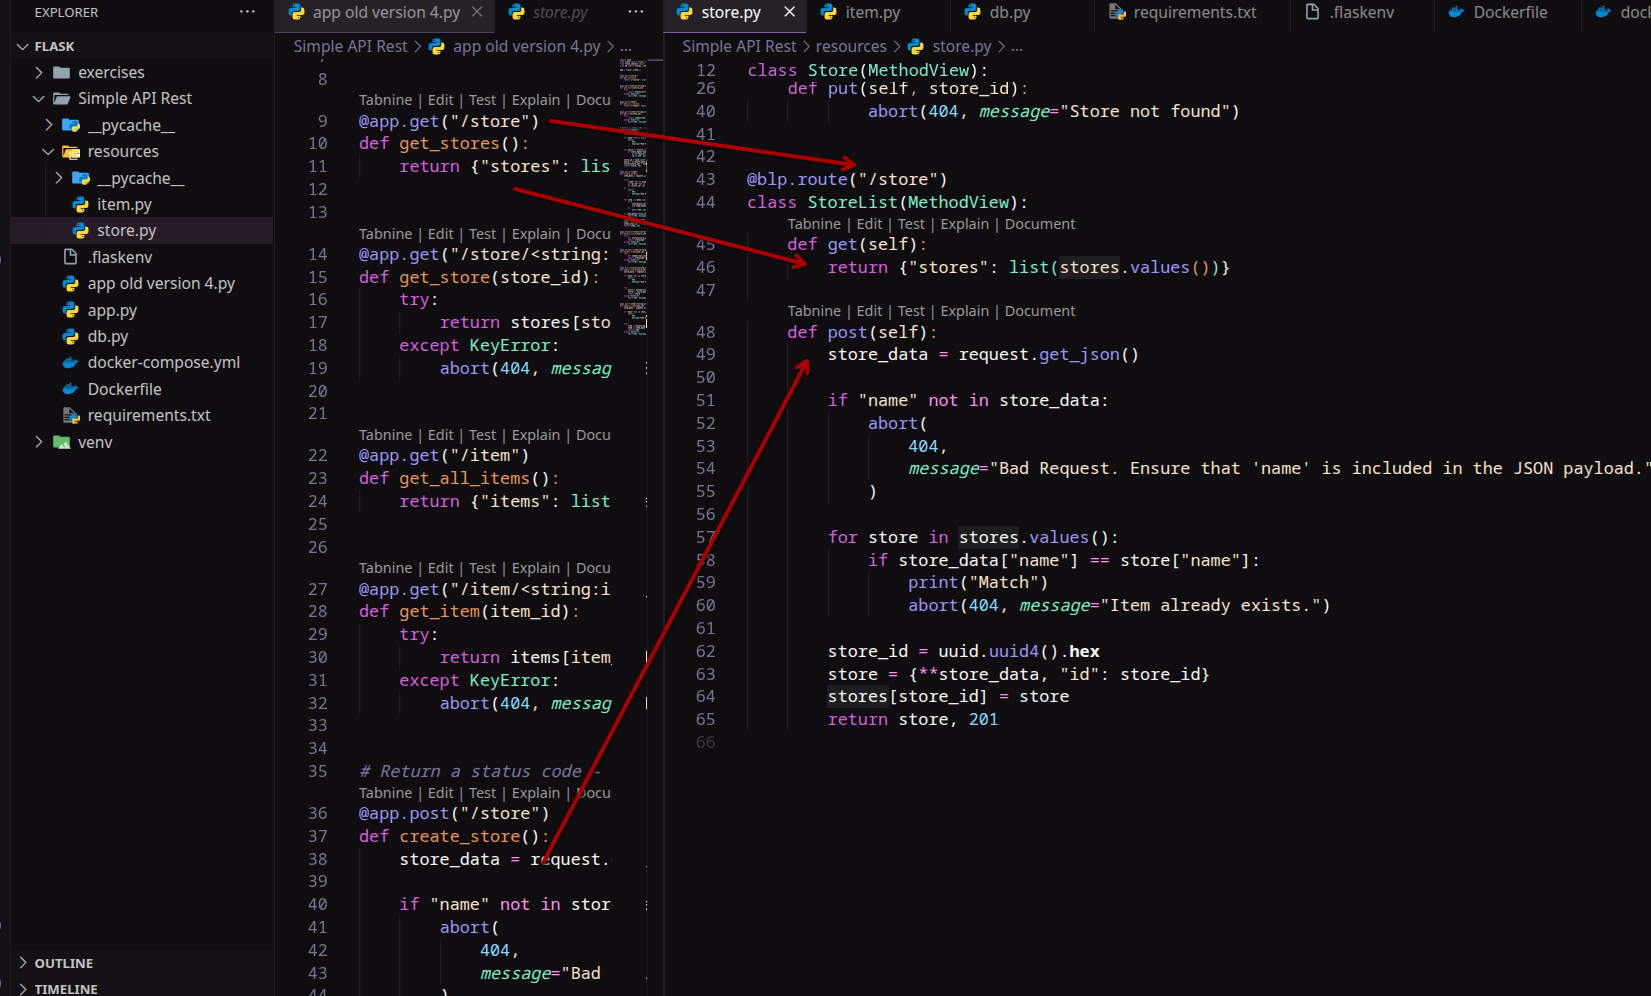 EXPLORER
FLASK
exercises
Simple API Rest
__pycache__
resources
__pycache__
item.py
store.py
.flaskenv
app old version 4.py
app.py
db.py
docker-compose.yml
Dockerfile
requirements.txt
venv
OUTLINE
TIMELINE
app old version 4.py
store.py
Simple API Rest > app old version 4.py > ...
8
Tabnine | Edit | Test | Explain | Docu
9 @app.get("/store")
10 def get_stores():
11 return {"stores": lis
12
13
Tabnine | Edit | Test | Explain | Docu
14 @app.get("/store/<string:
15 def get_store(store_id):
16 try:
17 return stores[sto
18 except KeyError:
19 abort(404, messag
20
21
Tabnine | Edit | Test | Explain | Docu
22 @app.get("/item")
23 def get_all_items():
24 return {"items": list
25
26
Tabnine | Edit | Test | Explain | Docu
27 @app.get("/item/<string:i
28 def get_item(item_id):
29 try:
30 return items[item_
31 except KeyError:
32 abort(404, messag
33
34
35 # Return a status code -
Tabnine | Edit | Test | Explain | Docu
36 @app.post("/store")
37 def create_store():
38 store_data = request.
39
40 if "name" not in stor
41 abort(
42 404,
43 message="Bad
44 )
store.py
item.py
db.py
requirements.txt
.flaskenv
Dockerfile
dock
Simple API Rest > resources > store.py > ...
12 class Store(MethodView):
26 def put(self, store_id):
40 abort(404, message="Store not found")
41
42
43 @blp.route("/store")
44 class StoreList(MethodView):
Tabnine | Edit | Test | Explain | Document
45 def get(self):
46 return {"stores": list(stores.values())}
47
Tabnine | Edit | Test | Explain | Document
48 def post(self):
49 store_data = request.get_json()
50
51 if "name" not in store_data:
52 abort(
53 404,
54 message="Bad Request. Ensure that 'name' is included in the JSON payload."
55 )
56
57 for store in stores.values():
58 if store_data["name"] == store["name"]:
59 print("Match")
60 abort(404, message="Item already exists.")
61
62 store_id = uuid.uuid4().hex
63 store = {**store_data, "id": store_id}
64 stores[store_id] = store
65 return store, 201
66